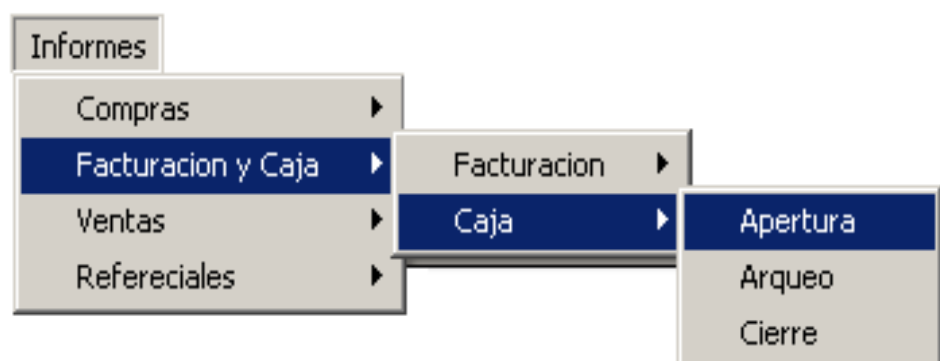 Informes
Compras
Facturacion y Caja
Ventas
Refereciales
Facturacion
Caja
Apertura
Arqueo
Cierre